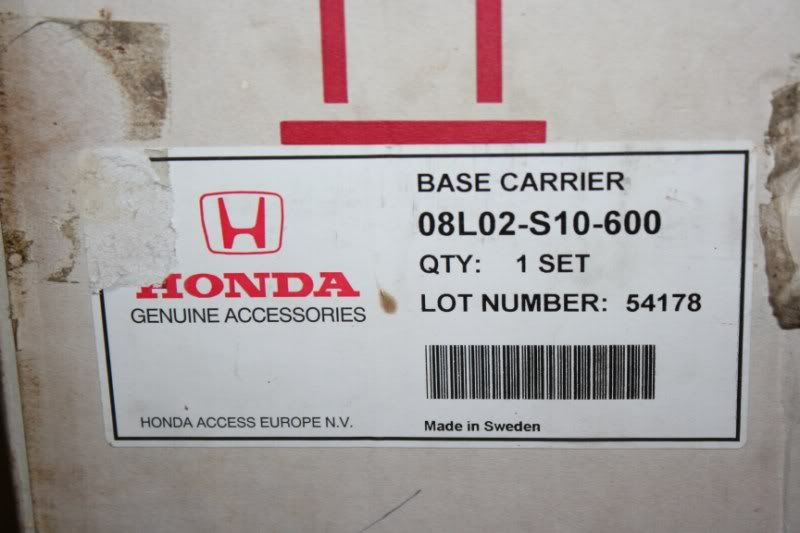 BASE CARRIER
08L02-S10-600
QTY: 1 SET
LOT NUMBER: 54178
HONDA
GENUINE ACCESSORIES
HONDA ACCESS EUROPE N.V.
Made in Sweden